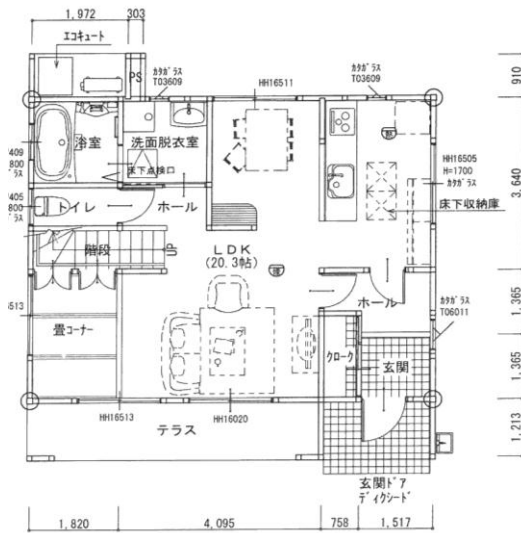 1,972
303
エコキュート
PS
カタガラス
T03609
HH16511
カタガラス
T03609
910
浴室
洗面脱衣室
床下点検口
HH16505
H=1700
カタガラス
床下収納庫
3,640
トイレ
ホール
階段
UP
LDK
(20.3帖)
ホール
カタガラス
T06011
1,365
畳コーナー
クローク
玄関
1,365
HH16513
HH16020
テラス
1,213
玄関ドア
ディクシード
1,820
4,095
758
1,517